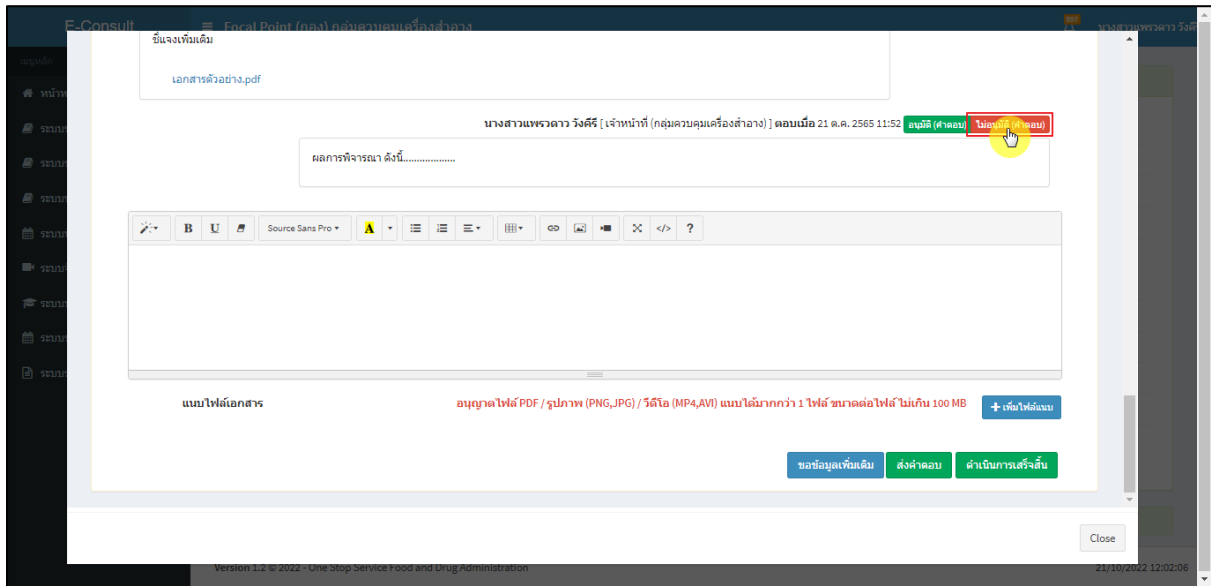 E-Consult
Focal Point (กอง) กลุ่มควบคุมเครื่องสำอาง
นางสาวแพรวดาว วังคีรี
ชี้แจงเพิ่มเติม
เมนูหลัก
เอกสารตัวอย่าง.pdf
นางสาวแพรวดาว วังคีรี [ เจ้าหน้าที่ (กลุ่มควบคุมเครื่องสำอาง) ] ตอบเมื่อ 21 ต.ค. 2565 11:52 อนุมัติ (คำตอบ) ไม่อนุมัติ (คำตอบ)
ผลการพิจารณา ดังนี้...................
B U Source Sans Pro A </> ?
แนบไฟล์เอกสาร
อนุญาตไฟล์ PDF / รูปภาพ (PNG,JPG) / วีดีโอ (MP4,AVI) แนบได้มากกว่า 1 ไฟล์ ขนาดต่อไฟล์ ไม่เกิน 100 MB
+ เพิ่มไฟล์แนบ
ขอข้อมูลเพิ่มเติม ส่งคำตอบ ดำเนินการเสร็จสิ้น
Close
Version 1.2 © 2022 - One Stop Service Food and Drug Administration
21/10/2022 12:02:06